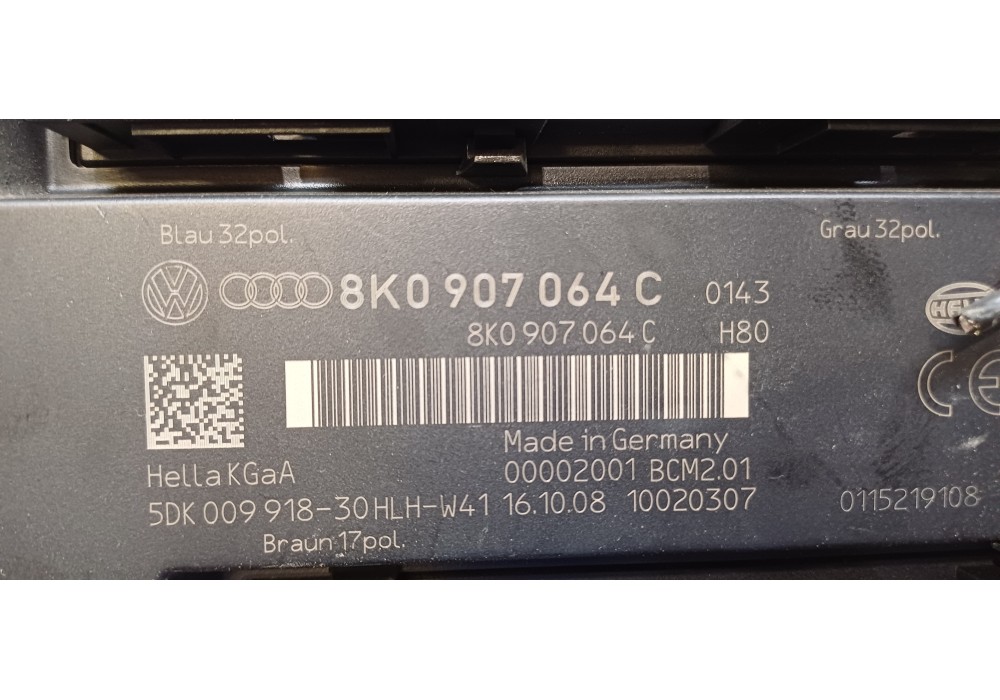 Blau 32pol. Grau 32pol.
8K0 907 064 C 0143
8K0 907 064 C H80
Made in Germany
Hella KGaA 00002001 BCM2.01
5DK 009 918-30 HLH-W41 16.10.08 10020307 0115219108
Braun 17pol.